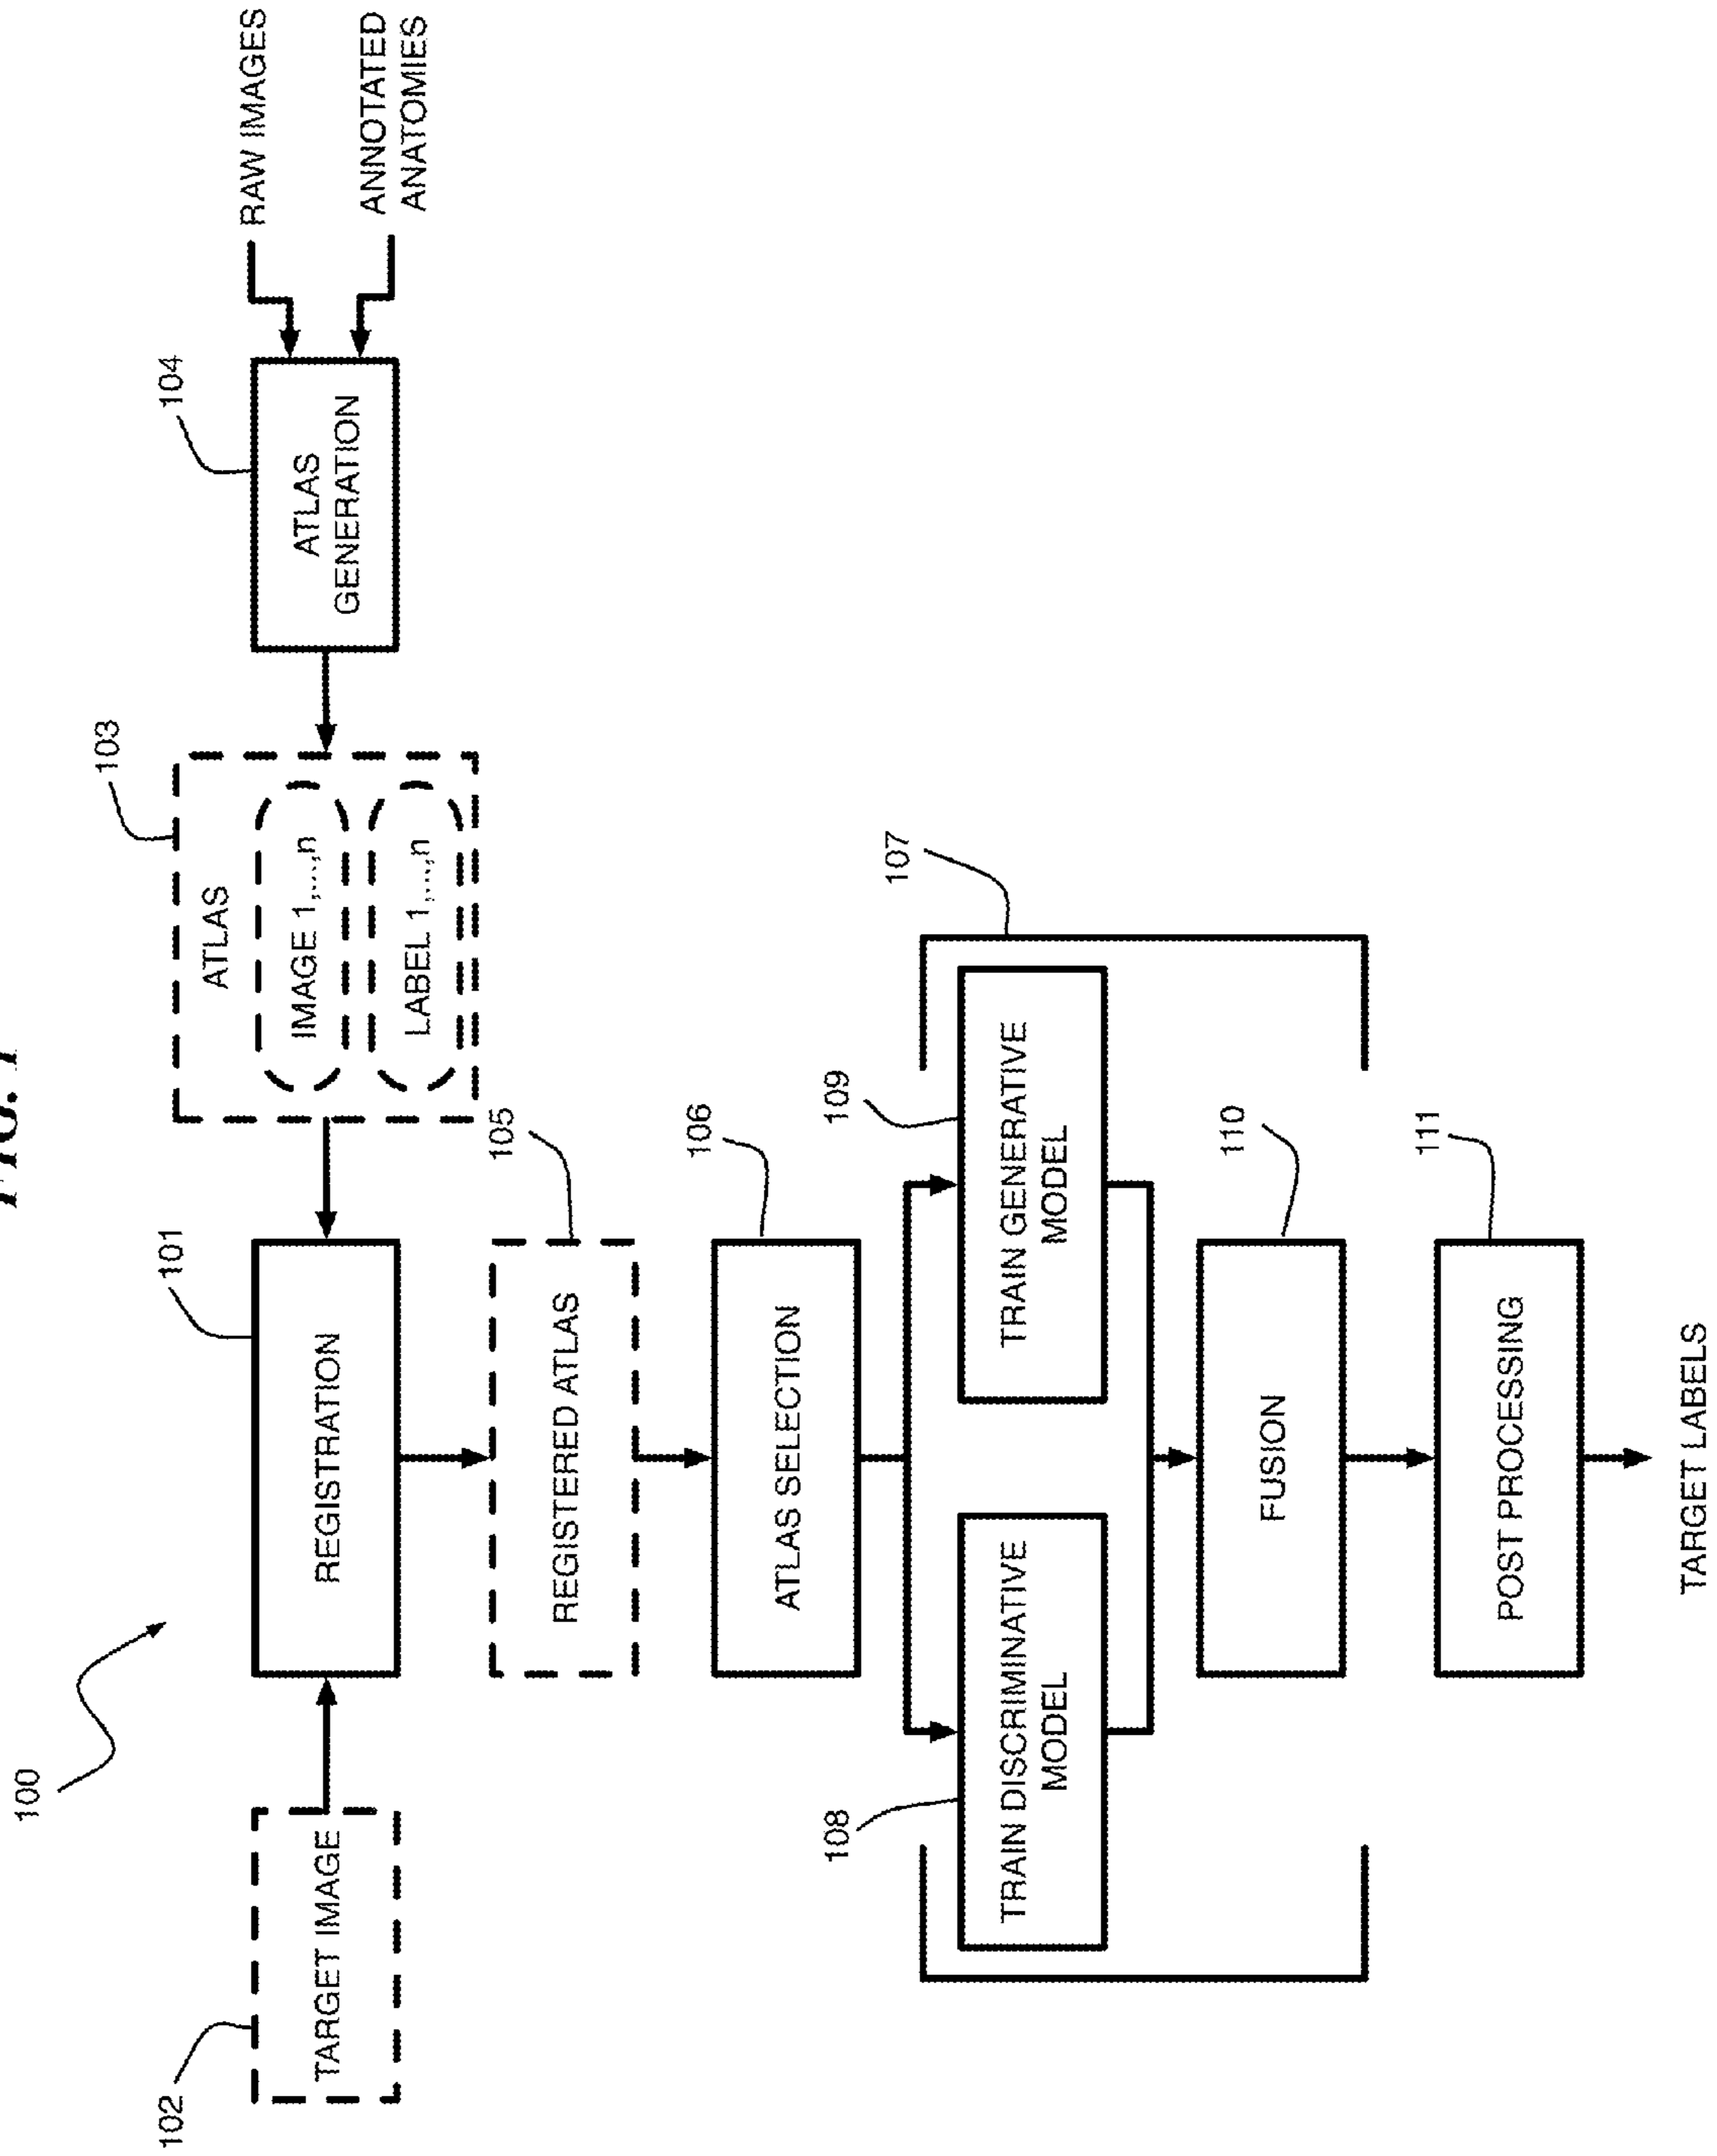 FIG. 1
100
102
TARGET IMAGE
101
REGISTRATION
103
ATLAS
IMAGE 1,...,n
LABEL 1,...,n
104
ATLAS
GENERATION
RAW IMAGES
ANNOTATED
ANATOMIES
105
REGISTERED ATLAS
106
ATLAS SELECTION
107
108
TRAIN DISCRIMINATIVE
MODEL
109
TRAIN GENERATIVE
MODEL
110
FUSION
111
POST PROCESSING
TARGET LABELS